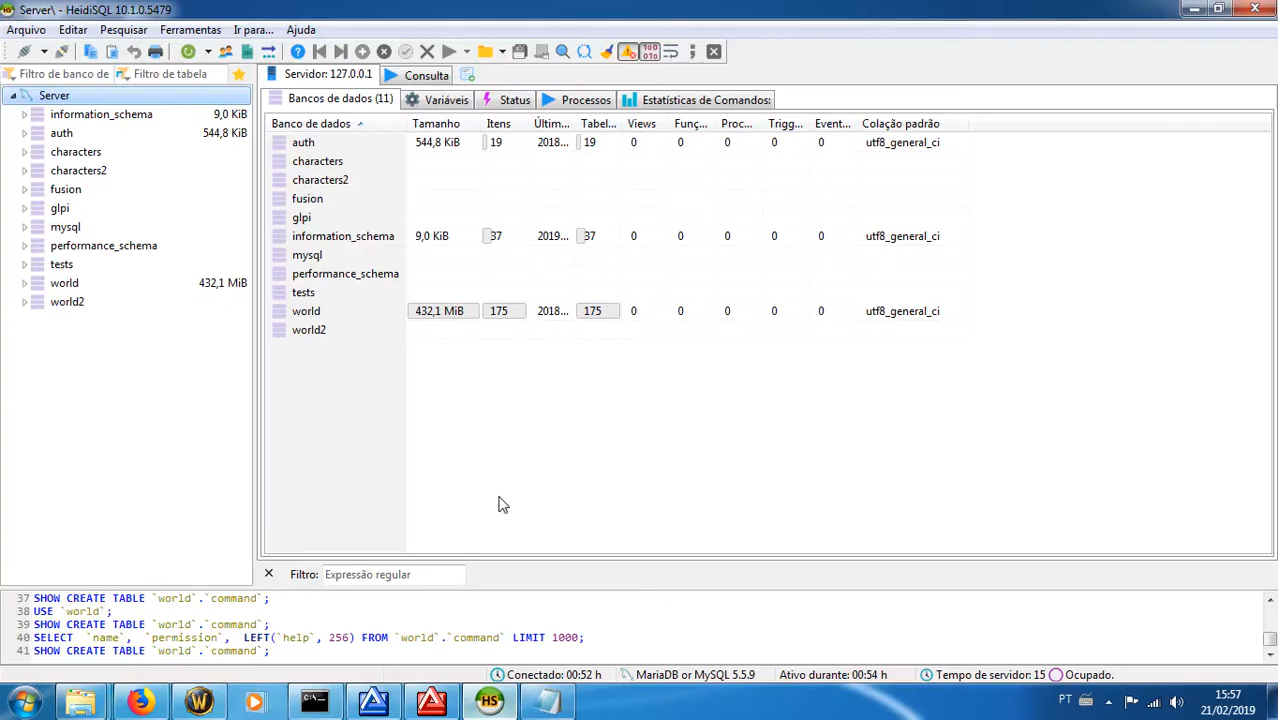 Server\ - HeidiSQL 10.1.0.5479
Arquivo Editar Pesquisar Ferramentas Ir para... Ajuda
Filtro de banco de Filtro de tabela
Servidor: 127.0.0.1 Consulta
Server
information_schema 9,0 KiB
auth 544,8 KiB
characters
characters2
fusion
glpi
mysql
performance_schema
tests
world 432,1 MiB
world2
Bancos de dados (11) Variáveis Status Processos Estatísticas de Comandos:
Banco de dados Tamanho Itens Últim... Tabel... Views Funç... Proc... Trigg... Event... Colação padrão
auth 544,8 KiB 19 2018... 19 0 0 0 0 0 utf8_general_ci
characters
characters2
fusion
glpi
information_schema 9,0 KiB 37 2019... 37 0 0 0 0 0 utf8_general_ci
mysql
performance_schema
tests
world 432,1 MiB 175 2018... 175 0 0 0 0 0 utf8_general_ci
world2
Filtro: Expressão regular
37 SHOW CREATE TABLE `world`.`command`;
38 USE `world`;
39 SHOW CREATE TABLE `world`.`command`;
40 SELECT `name`, `permission`, LEFT(`help`, 256) FROM `world`.`command` LIMIT 1000;
41 SHOW CREATE TABLE `world`.`command`;
Conectado: 00:52 h MariaDB or MySQL 5.5.9 Ativo durante: 00:54 h Tempo de servidor: 15 Ocupado.
PT 15:57
21/02/2019